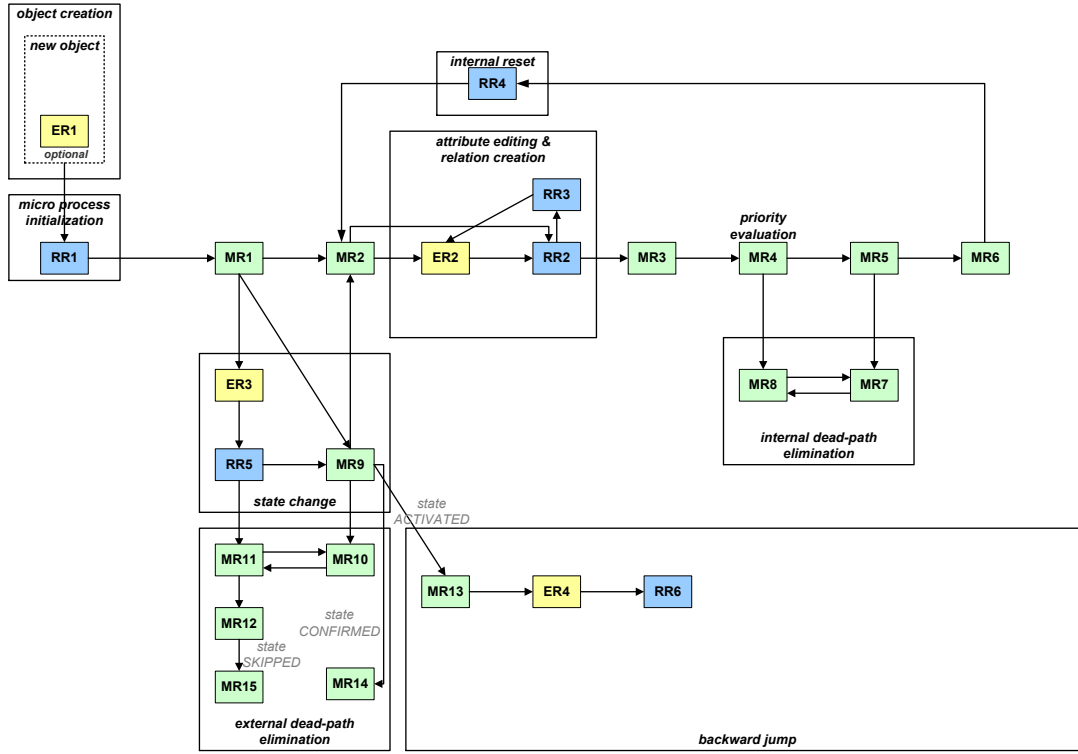 object creation
new object
ER1
optional
internal reset
RR4
attribute editing &
relation creation
RR3
micro process
initialization
RR1
MR1
MR2
ER2
RR2
MR3
priority
evaluation
MR4
MR5
MR6
ER3
MR8
MR7
internal dead-path
elimination
RR5
MR9
state change
state
ACTIVATED
MR11
MR10
MR13
ER4
RR6
MR12
state
CONFIRMED
state
SKIPPED
MR15
MR14
external dead-path
elimination
backward jump